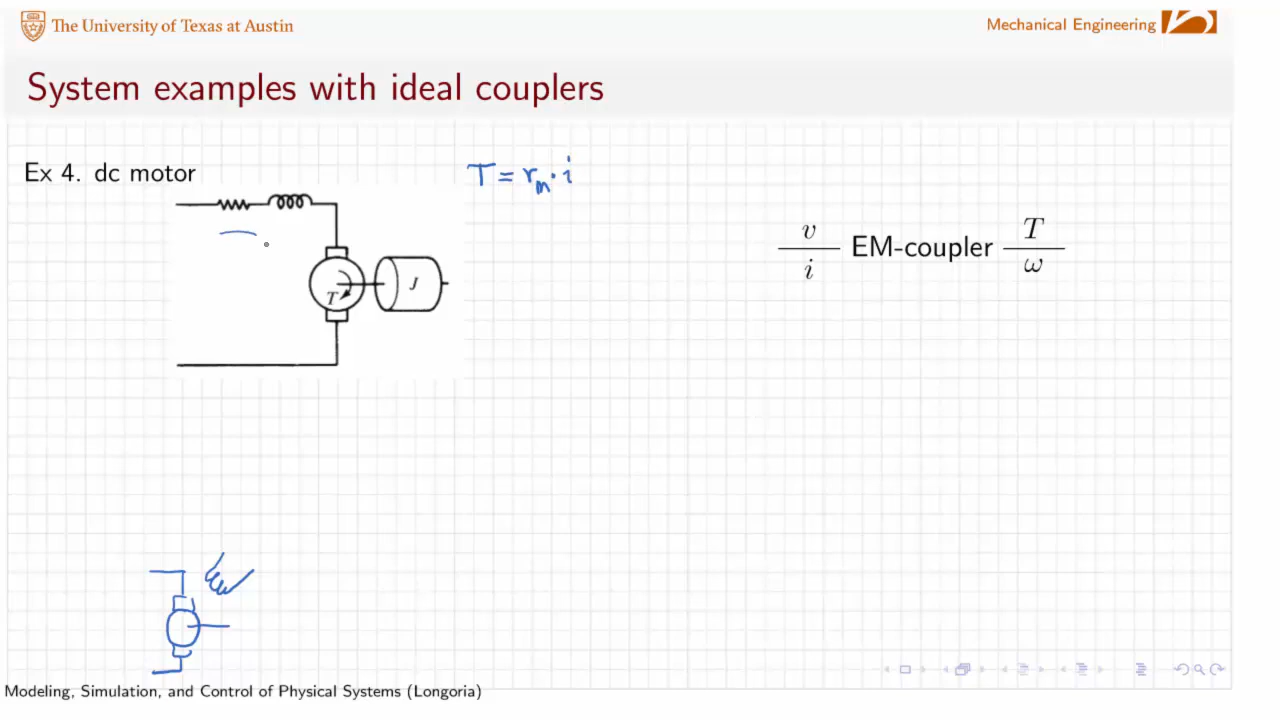 The University of Texas at Austin
Mechanical Engineering
System examples with ideal couplers
Ex 4. dc motor
T = r_m · i
T
J
v
i
EM-coupler
T
ω
Modeling, Simulation, and Control of Physical Systems (Longoria)